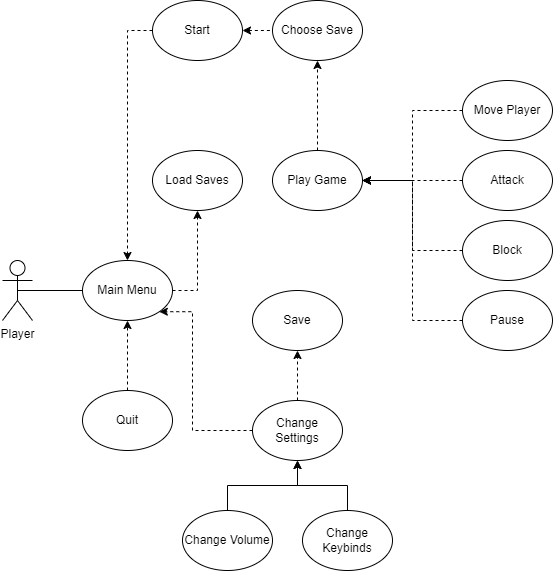 Start
Choose Save
Move Player
Load Saves
Play Game
Attack
Block
Main Menu
Player
Save
Pause
Quit
Change
Settings
Change Volume
Change
Keybinds